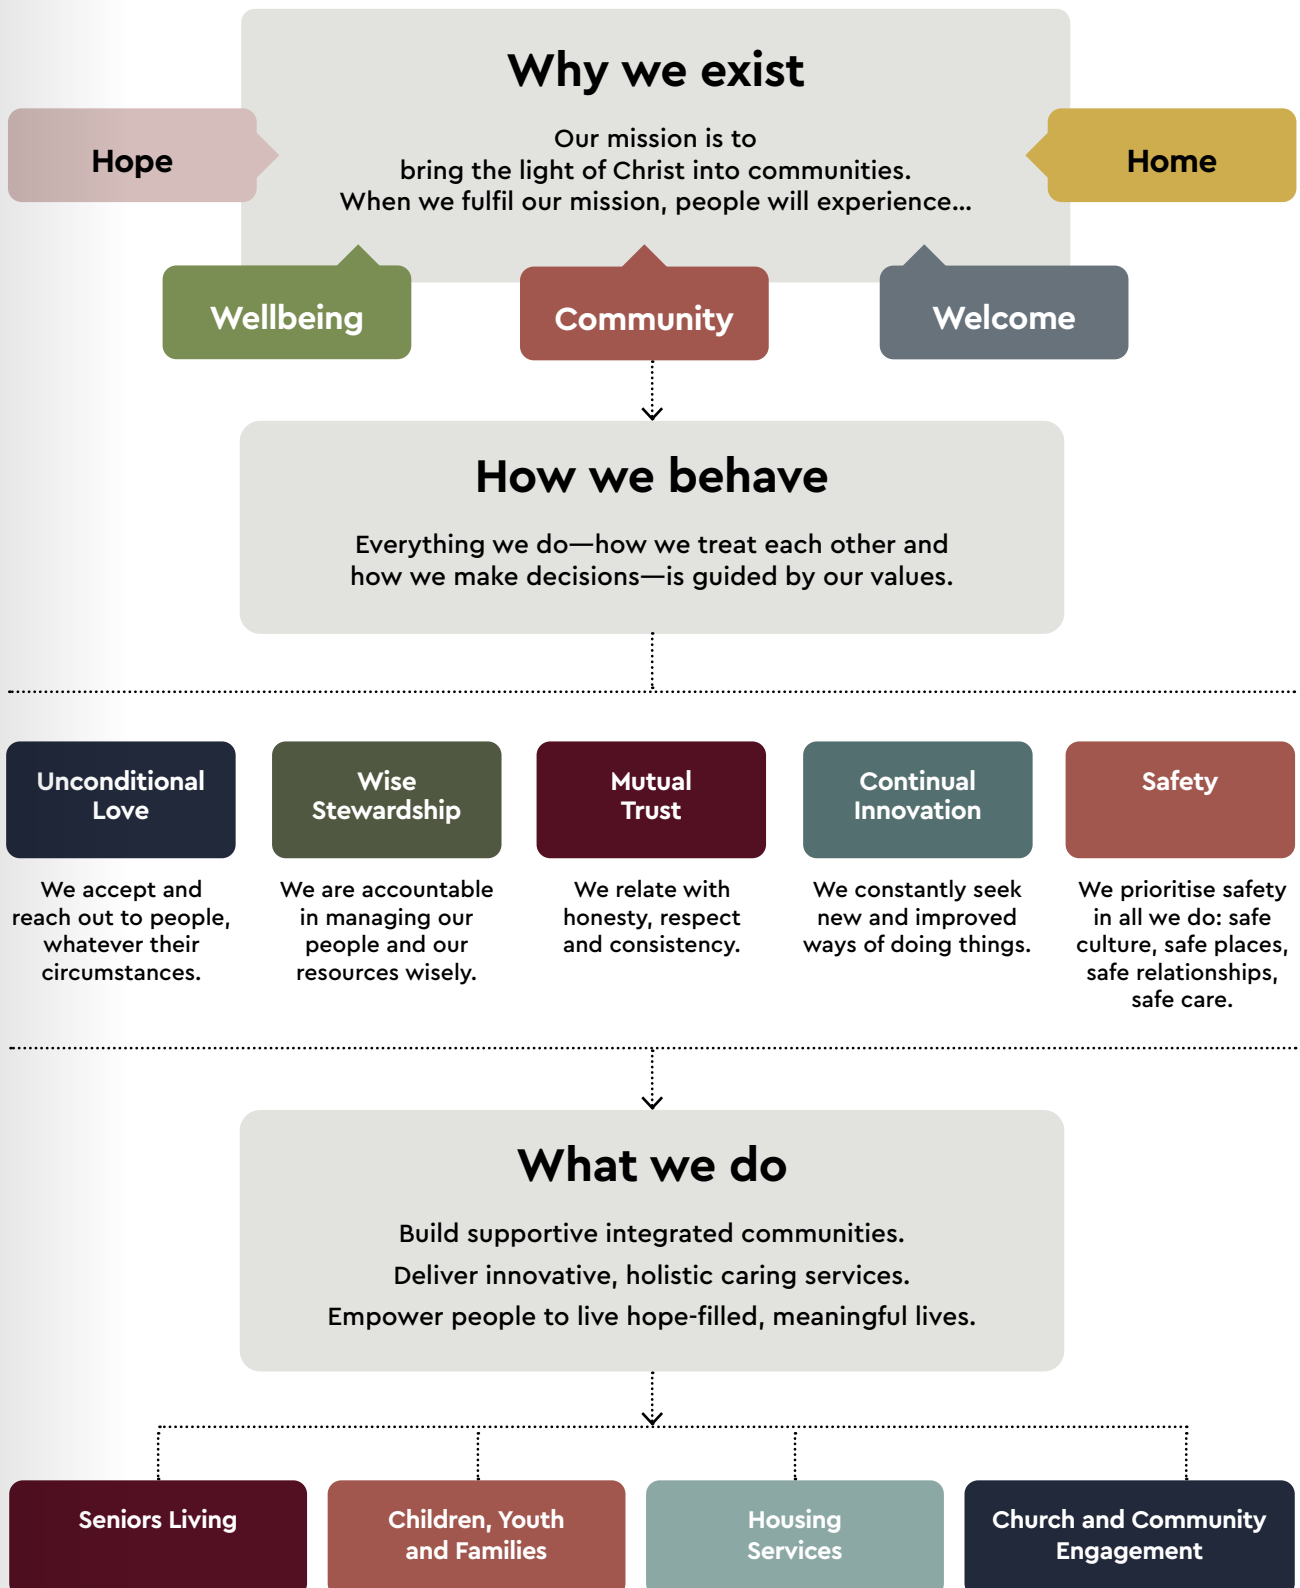 Why we exist
Our mission is to
bring the light of Christ into communities.
When we fulfil our mission, people will experience...
Hope
Home
Wellbeing
Community
Welcome
How we behave
Everything we do—how we treat each other and
how we make decisions—is guided by our values.
Unconditional
Love
We accept and
reach out to people,
whatever their
circumstances.
Wise
Stewardship
We are accountable
in managing our
people and our
resources wisely.
Mutual
Trust
We relate with
honesty, respect
and consistency.
Continual
Innovation
We constantly seek
new and improved
ways of doing things.
Safety
We prioritise safety
in all we do: safe
culture, safe places,
safe relationships,
safe care.
What we do
Build supportive integrated communities.
Deliver innovative, holistic caring services.
Empower people to live hope-filled, meaningful lives.
Seniors Living
Children, Youth
and Families
Housing
Services
Church and Community
Engagement